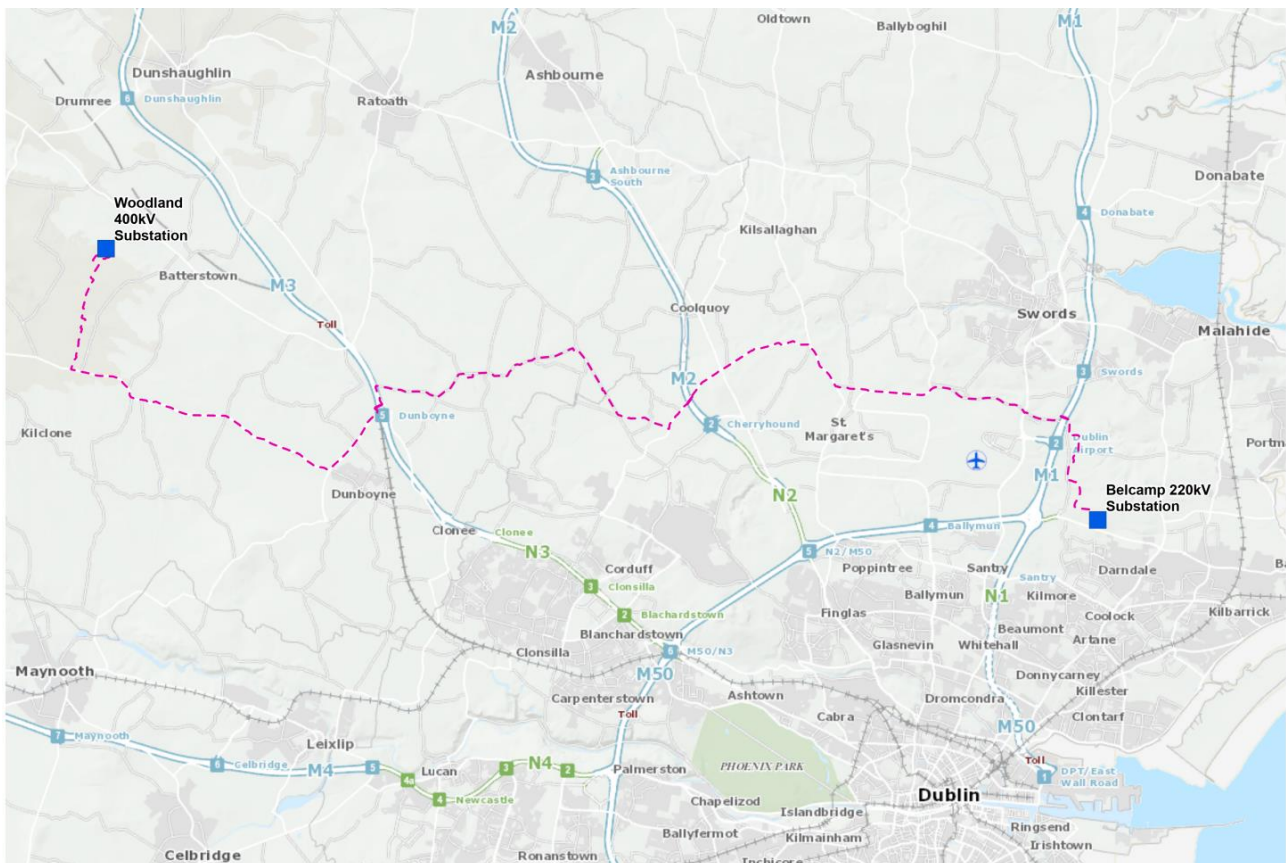 M2
Oldtown
Ballyboghil
M1
Dunshaughlin
Ashbourne
Drumree
6
Dunshaughlin
Ratoath
3
Ashbourne
South
Donabate
Woodland
400kV
Substation
4
Donabate
Kilsallaghan
Batterstown
M3
Coolquoy
Swords
Toll
Malahide
M2
3
Swords
5
Dunboyne
2
Cherryhound
St.
Margaret's
Kilclone
2
Dublin
Airport
M1
Dunboyne
N2
Belcamp 220kV
Substation
Clonee
Clonee
N3
4
Ballymun
5
N2/M50
Corduff
Poppintree
Santry
Santry
Darndale
3
Clonsilla
Ballymun
N1
Kilmore
2
Blachardstown
Finglas
Coolock
Kilbarrick
Blanchardstown
Beaumont
Artane
Clonsilla
6
M50/N3
Glasnevin
Whitehall
Maynooth
M50
Donnycarney
Carpenterstown
Ashtown
Dromcondra
Killester
Toll
Cabra
Clontarf
7
Maynooth
M50
Leixlip
6
Celbridge
M4
5
4a
Lucan
3
N4
2
Palmerston
PHOENIX PARK
Toll
1
DPT/East
Wall Road
4
Newcastle
Chapelizod
Islandbridge
Dublin
Ballyfermot
Kilmainham
Ringsend
Irishtown
Celbridge
Ronanstown